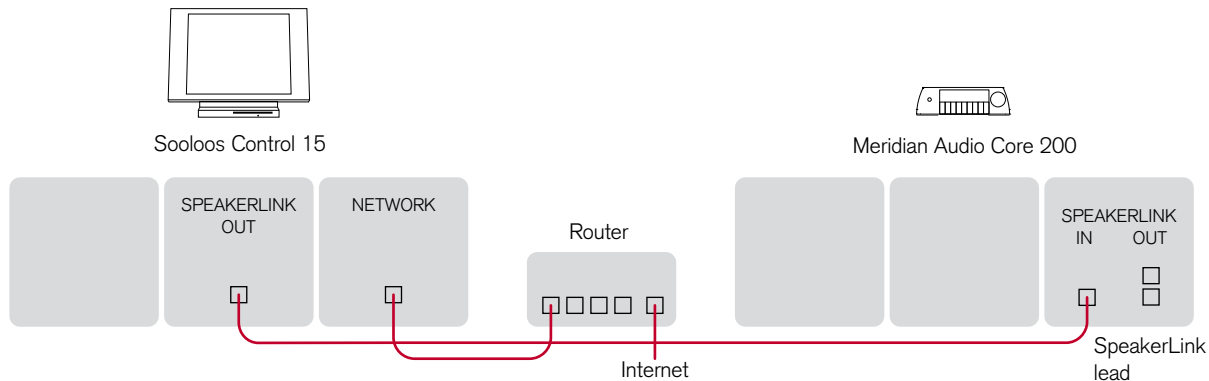 Sooloos Control 15
Meridian Audio Core 200
SPEAKERLINK
OUT
NETWORK
Router
SPEAKERLINK
IN OUT
Internet
SpeakerLink
lead